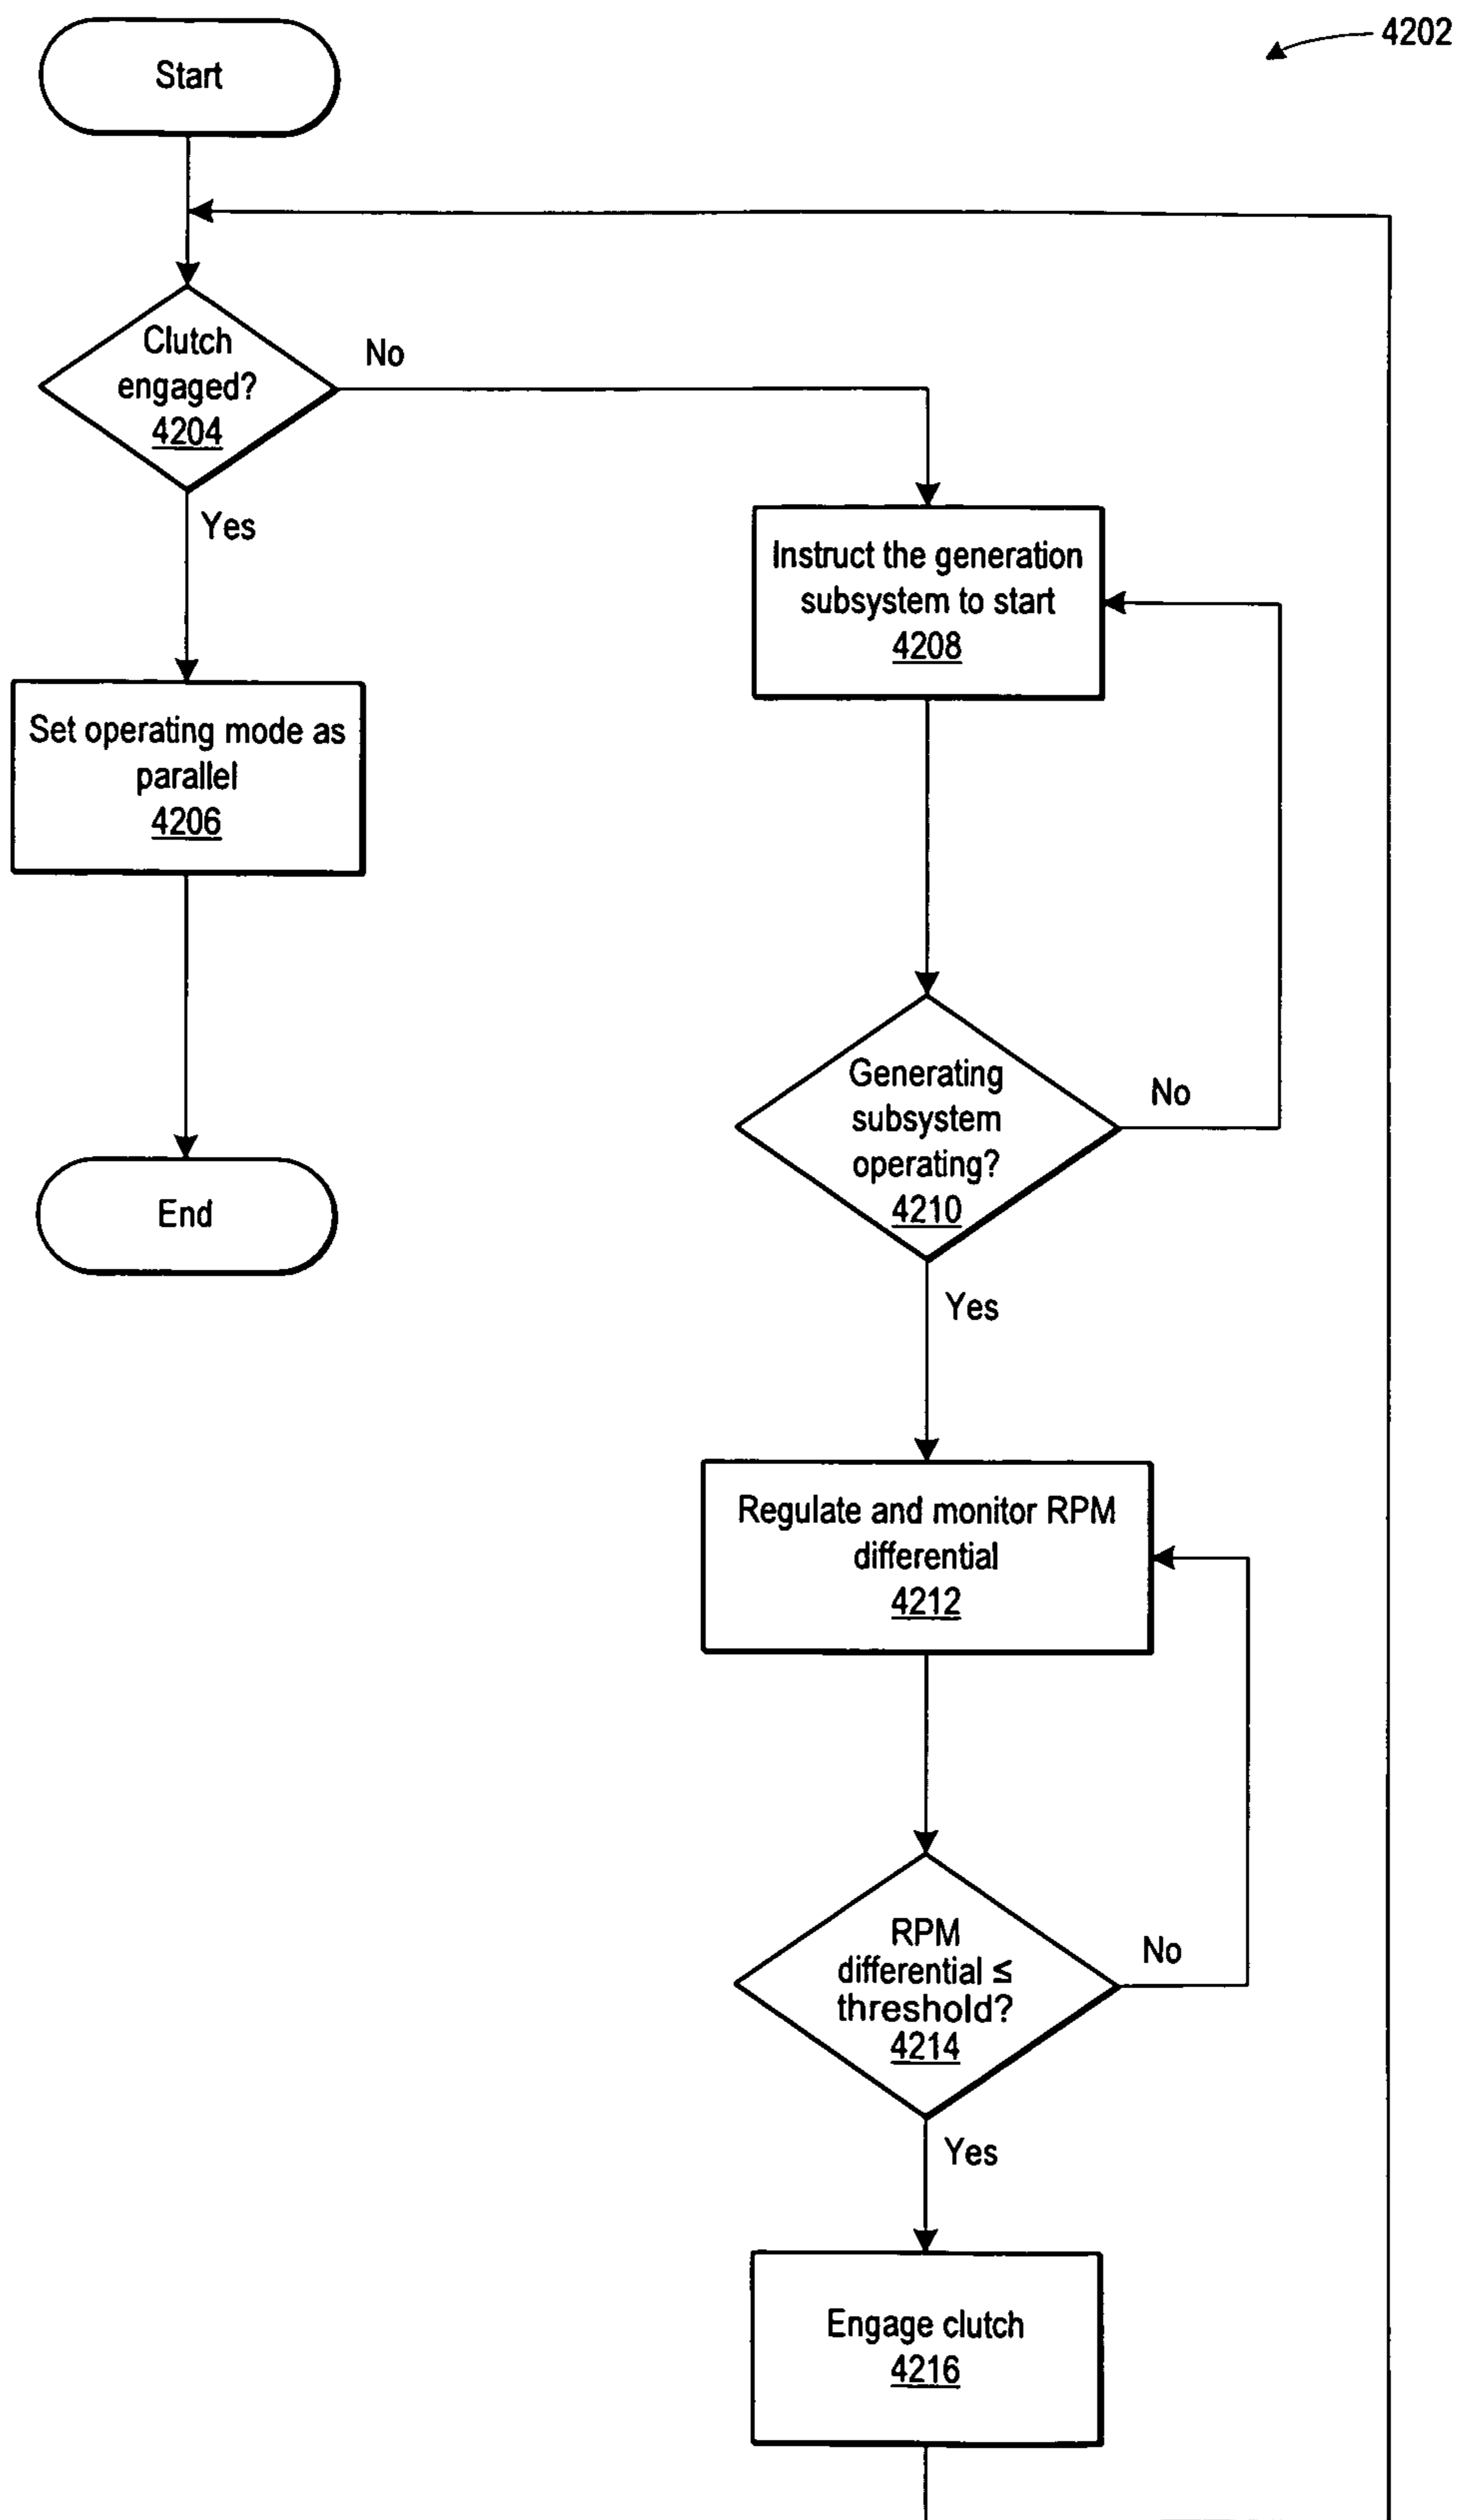 4202
Start
Clutch
engaged?
4204
No
Yes
Instruct the generation
subsystem to start
4208
Set operating mode as
parallel
4206
Generating
subsystem
operating?
4210
No
End
Yes
Regulate and monitor RPM
differential
4212
RPM
differential ≤
threshold?
4214
No
Yes
Engage clutch
4216